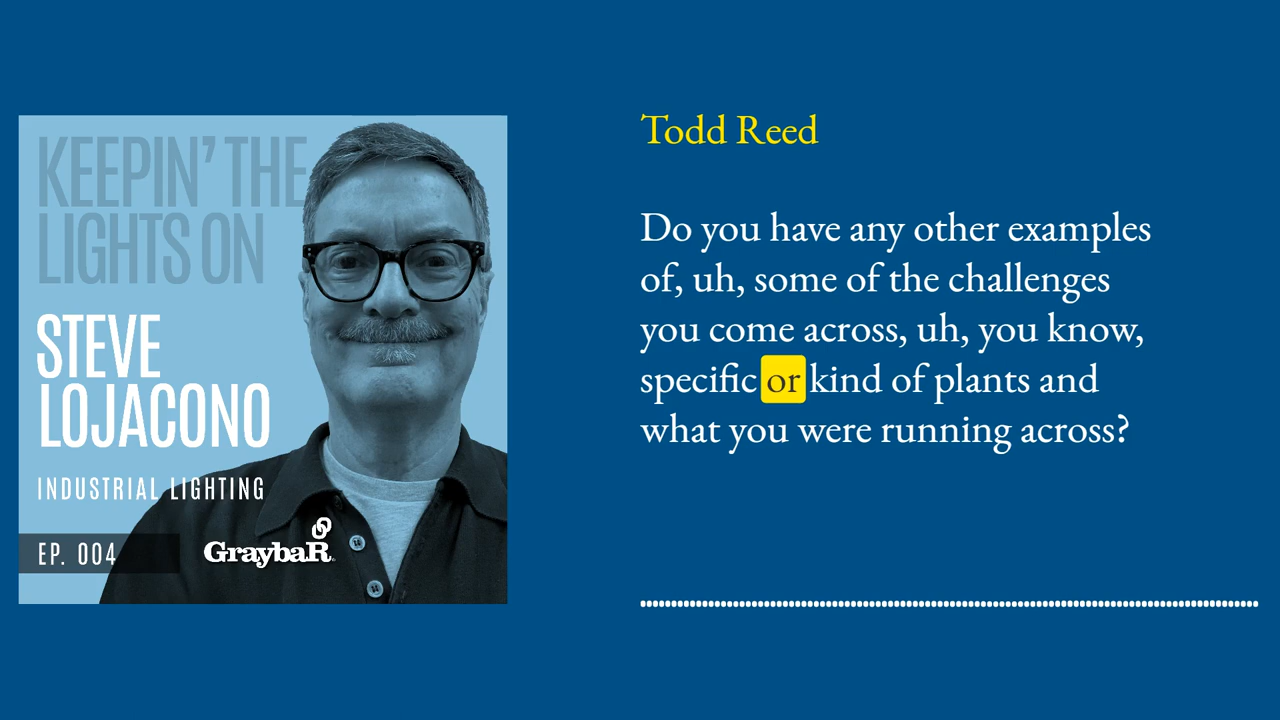 KEEPIN' THE
LIGHTS ON
STEVE
LOJACONO
INDUSTRIAL LIGHTING
EP. 004
GraybaR
Todd Reed
Do you have any other examples
of, uh, some of the challenges
you come across, uh, you know,
specific or kind of plants and
what you were running across?